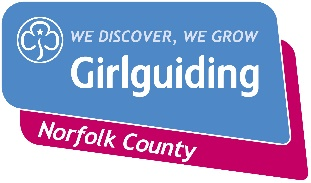 WE DISCOVER, WE GROW
Girlguiding
Norfolk County